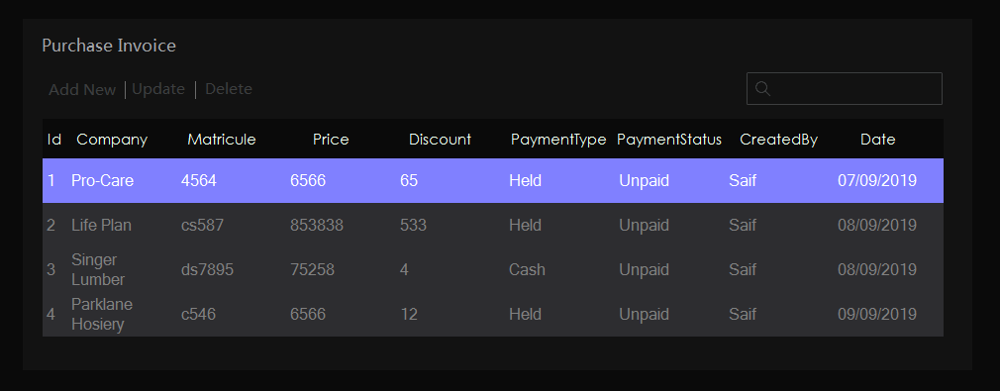 Purchase Invoice
Add New | Update | Delete
Id Company Matricule Price Discount PaymentType PaymentStatus CreatedBy Date
1 Pro-Care 4564 6566 65 Held Unpaid Saif 07/09/2019
2 Life Plan cs587 853838 533 Held Unpaid Saif 08/09/2019
3 Singer Lumber ds7895 75258 4 Cash Unpaid Saif 08/09/2019
4 Parklane Hosiery c546 6566 12 Held Unpaid Saif 09/09/2019